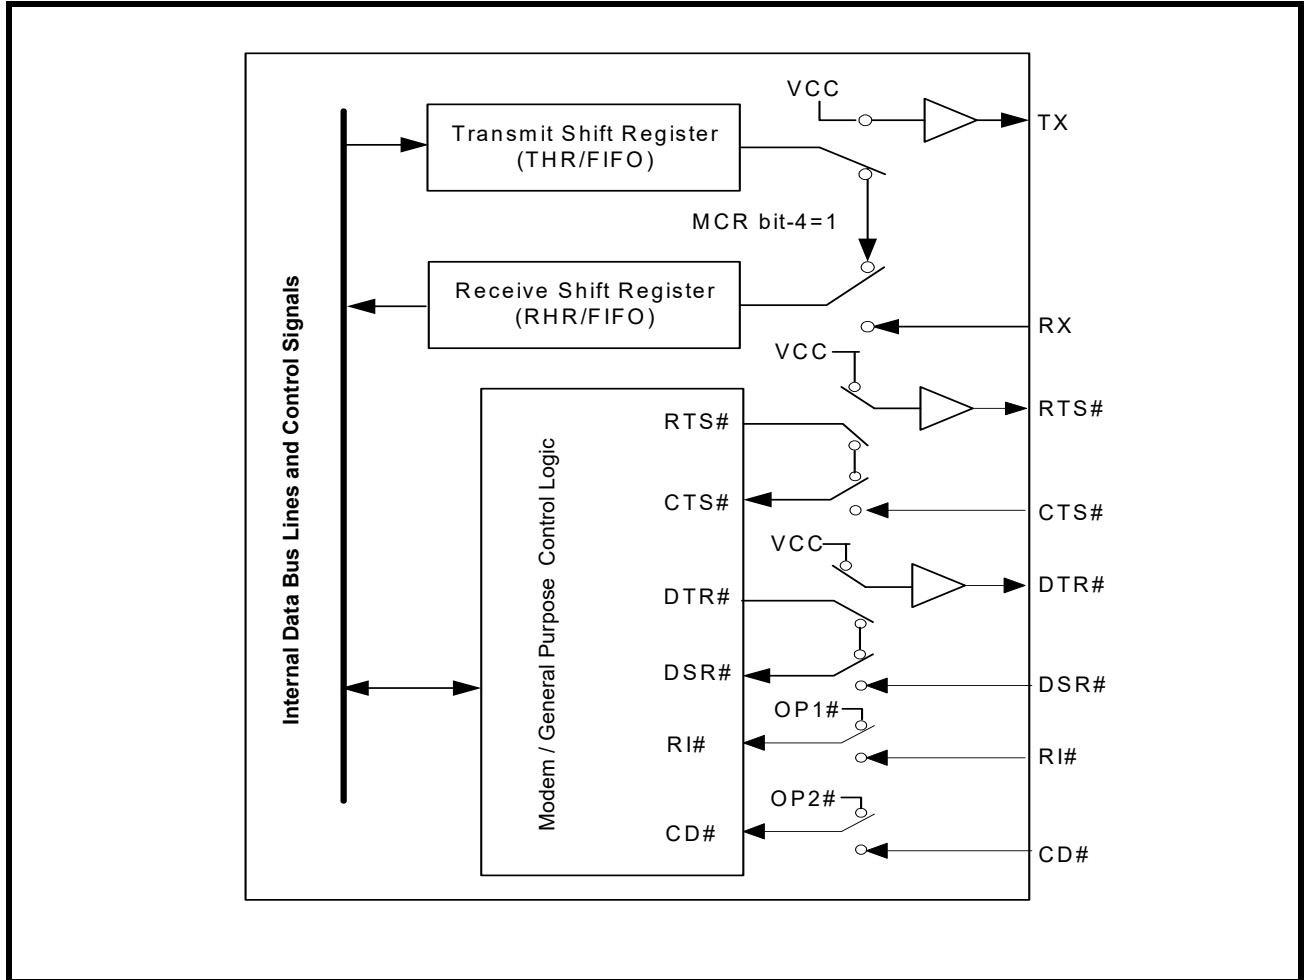 VCC
TX
Transmit Shift Register
(THR/FIFO)
MCR bit-4=1
Receive Shift Register
(RHR/FIFO)
RX
VCC
RTS#
RTS#
CTS#
CTS#
VCC
DTR#
DTR#
DSR#
DSR#
OP1#
RI#
RI#
OP2#
CD#
CD#
Internal Data Bus Lines and Control Signals
Modem / General Purpose Control Logic